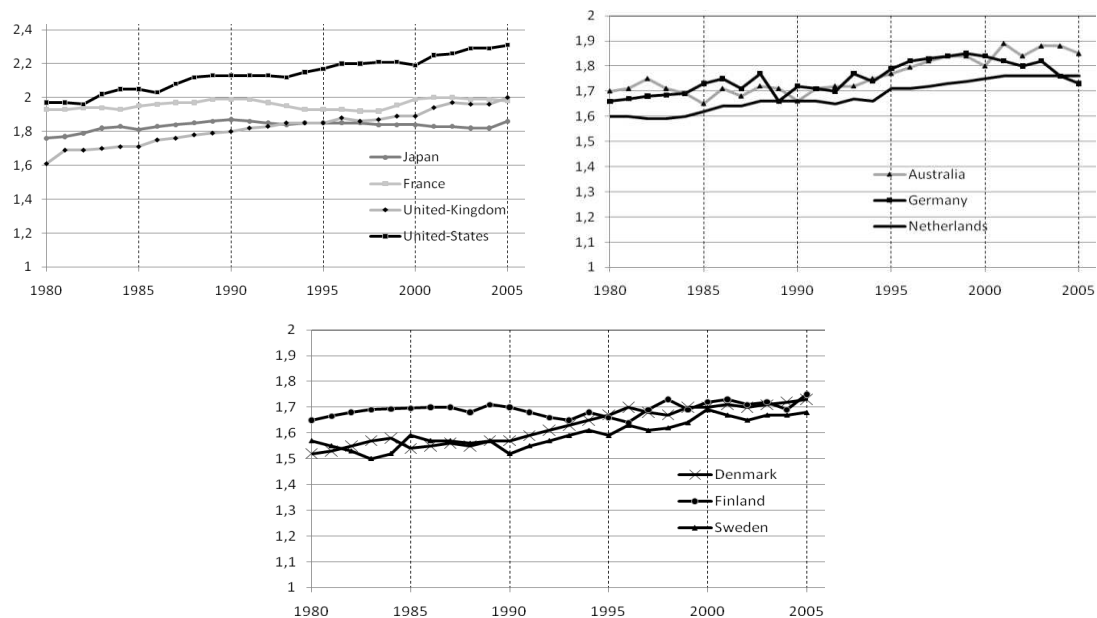 2,4
2,2
2
1,8
1,6
1,4
1,2
1
1980 1985 1990 1995 2000 2005
Japan
France
United-Kingdom
United-States
2
1,9
1,8
1,7
1,6
1,5
1,4
1,3
1,2
1,1
1
1980 1985 1990 1995 2000 2005
Australia
Germany
Netherlands
2
1,9
1,8
1,7
1,6
1,5
1,4
1,3
1,2
1,1
1
1980 1985 1990 1995 2000 2005
Denmark
Finland
Sweden